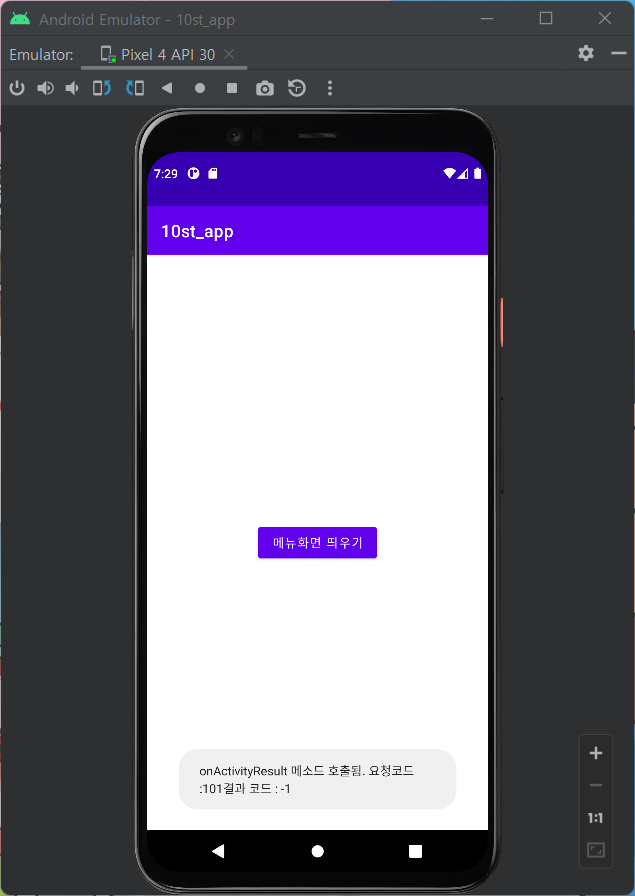 Android Emulator - 10st_app
Emulator: Pixel 4 API 30
7:29
10st_app
메뉴화면 띄우기
onActivityResult 메소드 호출됨. 요청코드
:101결과 코드 : -1
1:1